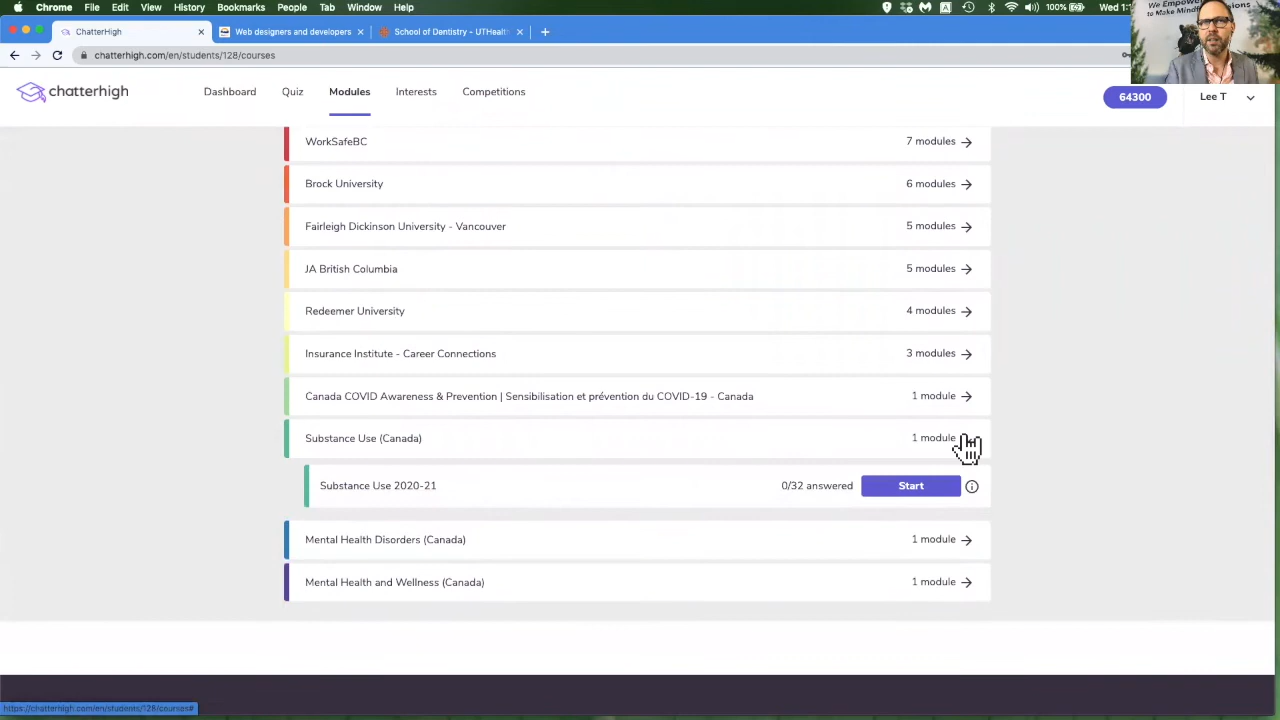 Chrome File Edit View History Bookmarks People Tab Window Help 100% Wed
We Empower
to Make Mindf
ChatterHigh Web designers and developers School of Dentistry - UTHealth
chatterhigh.com/en/students/128/courses
chatterhigh Dashboard Quiz Modules Interests Competitions 64300 Lee T
WorkSafeBC 7 modules
Brock University 6 modules
Fairleigh Dickinson University - Vancouver 5 modules
JA British Columbia 5 modules
Redeemer University 4 modules
Insurance Institute - Career Connections 3 modules
Canada COVID Awareness & Prevention | Sensibilisation et prévention du COVID-19 - Canada 1 module
Substance Use (Canada) 1 module
Substance Use 2020-21 0/32 answered Start
Mental Health Disorders (Canada) 1 module
Mental Health and Wellness (Canada) 1 module
https://chatterhigh.com/en/students/128/courses#